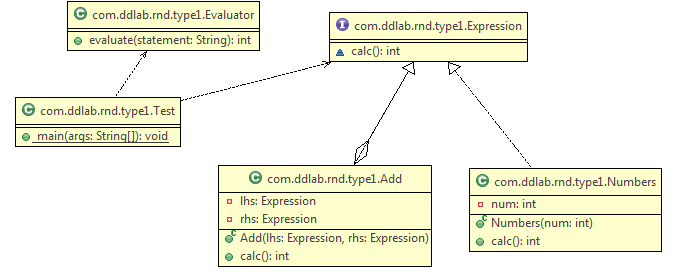 com.ddlab.rnd.type1.Evaluator
evaluate(statement: String): int
com.ddlab.rnd.type1.Expression
calc(): int
com.ddlab.rnd.type1.Test
main(args: String[]): void
com.ddlab.rnd.type1.Add
lhs: Expression
rhs: Expression
Add(lhs: Expression, rhs: Expression)
calc(): int
com.ddlab.rnd.type1.Numbers
num: int
Numbers(num: int)
calc(): int